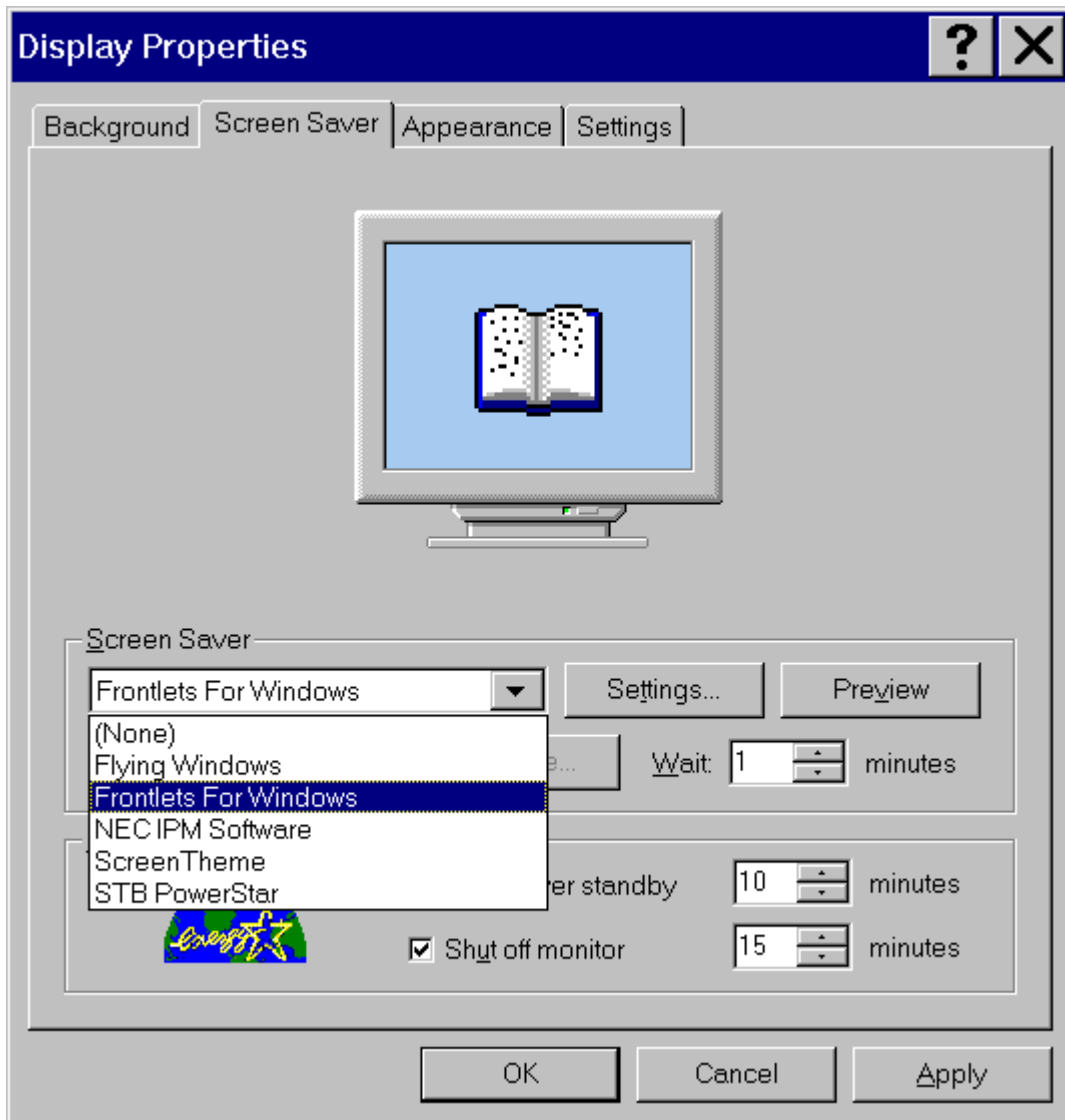 Display Properties
Background Screen Saver Appearance Settings
Screen Saver
Frontlets For Windows Settings... Preview
(None)
Flying Windows
Wait: 1 minutes
Frontlets For Windows
NEC IPM Software
ScreenTheme
STB PowerStar
standby 10 minutes
energy
Shut off monitor 15 minutes
OK Cancel Apply